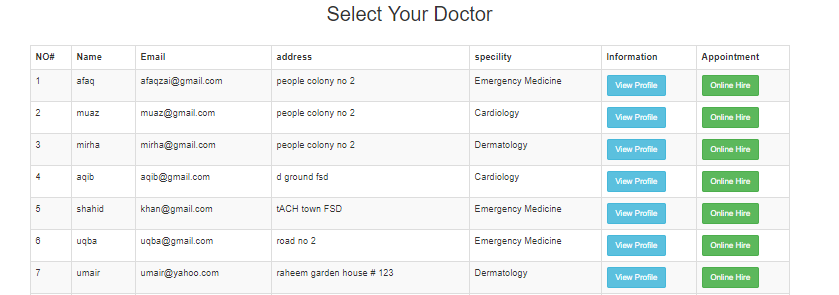 Select Your Doctor
NO# Name Email address specility Information Appointment
1 afaq afaqzai@gmail.com people colony no 2 Emergency Medicine View Profile Online Hire
2 muaz muaz@gmail.com people colony no 2 Cardiology View Profile Online Hire
3 mirha mirha@gmail.com people colony no 2 Dermatology View Profile Online Hire
4 aqib aqib@gmail.com d ground fsd Cardiology View Profile Online Hire
5 shahid khan@gmail.com tACH town FSD Emergency Medicine View Profile Online Hire
6 uqba uqba@gmail.com road no 2 Emergency Medicine View Profile Online Hire
7 umair umair@yahoo.com raheem garden house # 123 Dermatology View Profile Online Hire